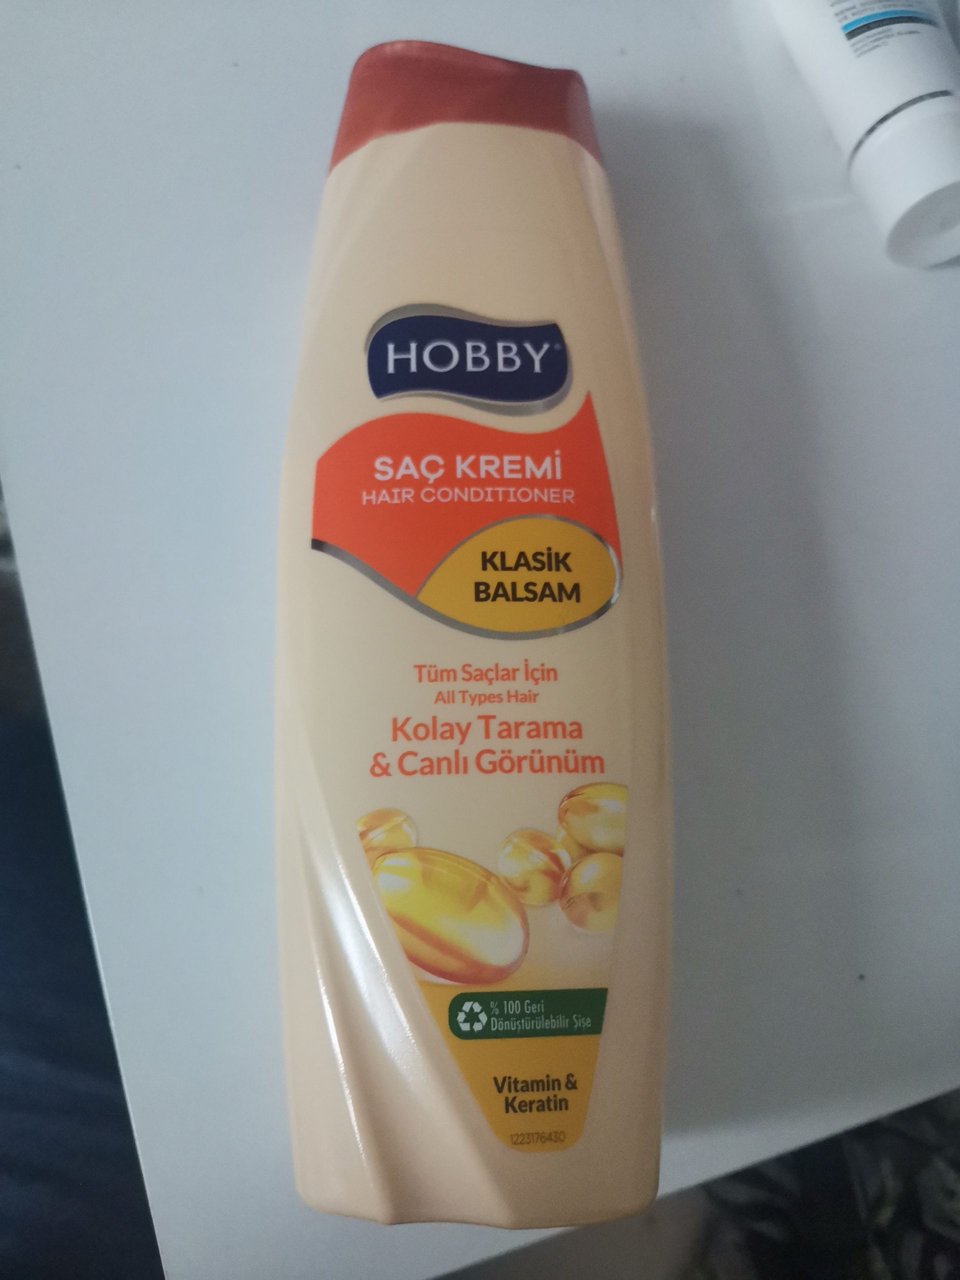 HOBBY
SAÇ KREMİ
HAIR CONDITIONER
KLASİK
BALSAM
Tüm Saçlar İçin
All Types Hair
Kolay Tarama
& Canlı Görünüm
% 100 Geri
Dönüştürülebilir Şişe
Vitamin &
Keratin
1223176430